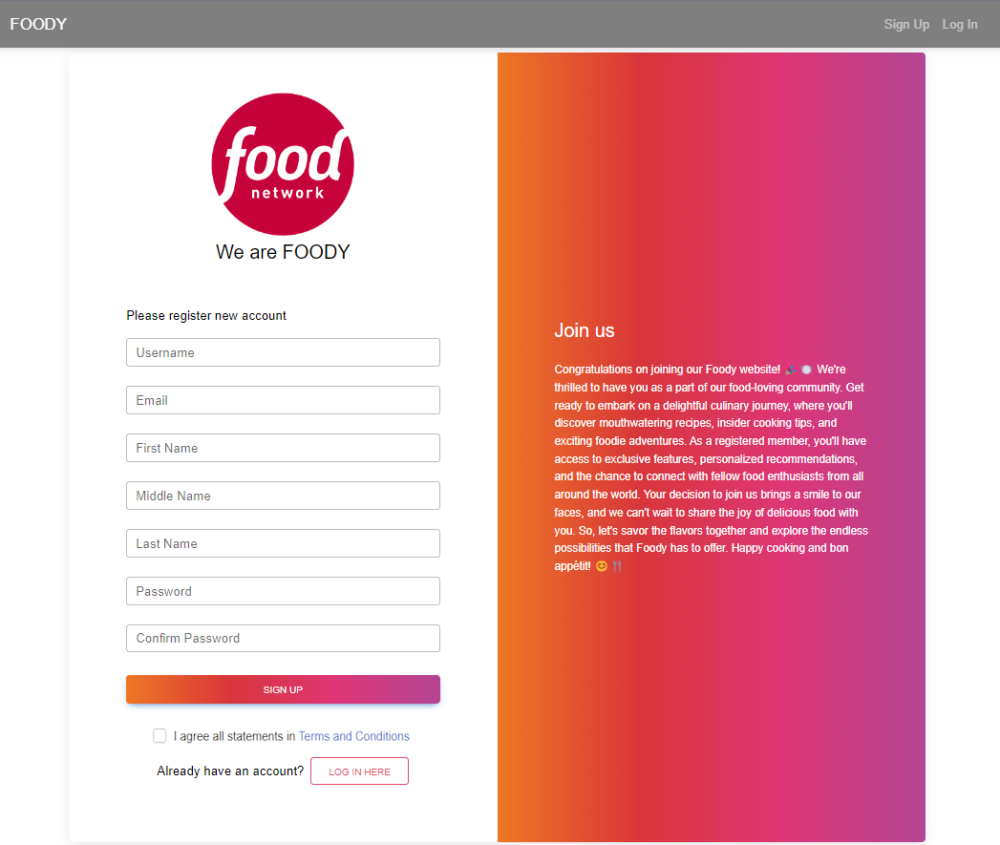 FOODY
Sign Up
Log In
food
network
We are FOODY
Please register new account
Username
Email
First Name
Middle Name
Last Name
Password
Confirm Password
SIGN UP
I agree all statements in Terms and Conditions
Already have an account?
LOG IN HERE
Join us
Congratulations on joining our Foody website! 🎉🍽️ We're
thrilled to have you as a part of our food-loving community. Get
ready to embark on a delightful culinary journey, where you'll
discover mouthwatering recipes, insider cooking tips, and
exciting foodie adventures. As a registered member, you'll have
access to exclusive features, personalized recommendations,
and the chance to connect with fellow food enthusiasts from all
around the world. Your decision to join us brings a smile to our
faces, and we can't wait to share the joy of delicious food with
you. So, let's savor the flavors together and explore the endless
possibilities that Foody has to offer. Happy cooking and bon
appétit! 😊🍴